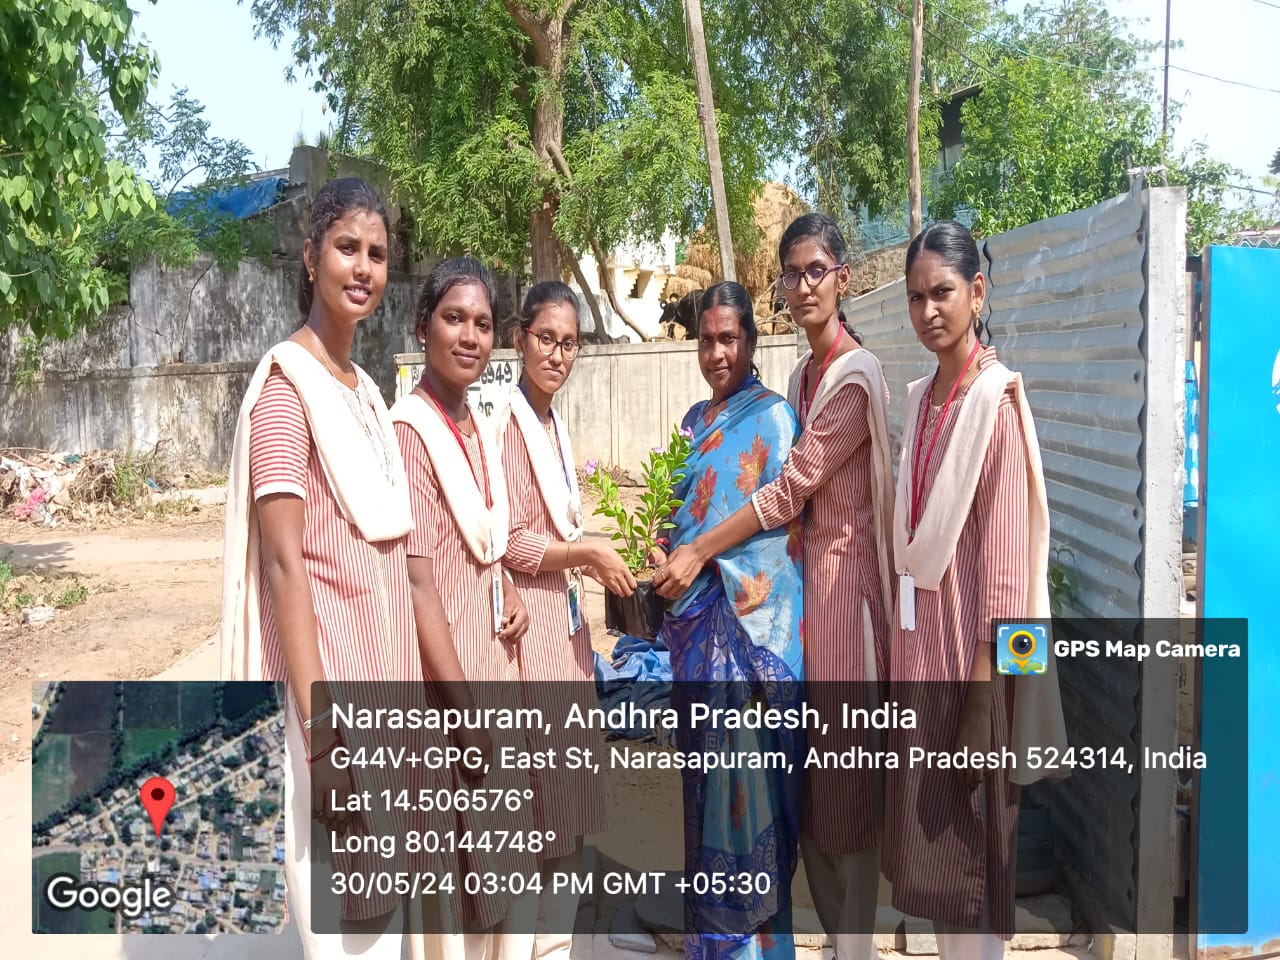 6949
GPS Map Camera
Narasapuram, Andhra Pradesh, India
G44V+GPG, East St, Narasapuram, Andhra Pradesh 524314, India
Lat 14.506576°
Long 80.144748°
30/05/24 03:04 PM GMT +05:30
Google